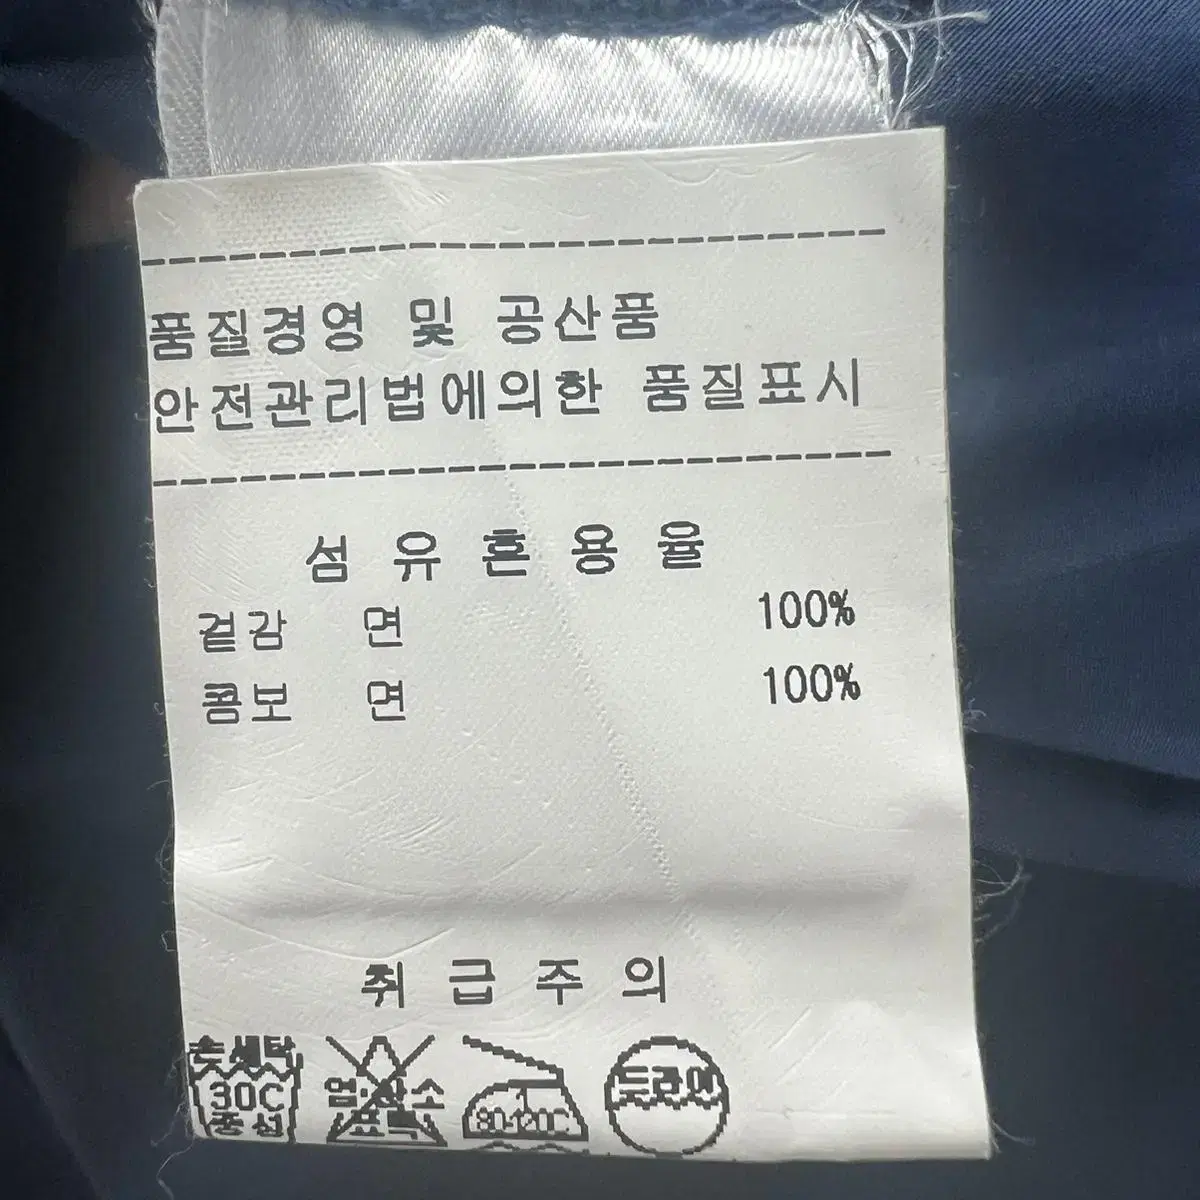 품질경영 및 공산품
안전관리법에의한 품질표시
섬유혼용율
겉감 면 100%
콤보 면 100%
취급주의
손세탁
30C
중성
염소
표백
80-120C
드라이